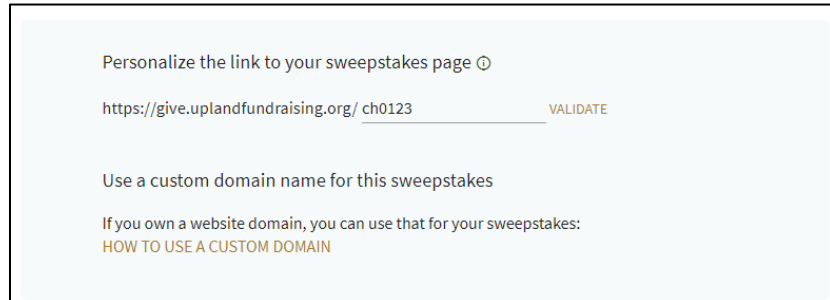 Personalize the link to your sweepstakes page
https://give.uplandfundraising.org/ ch0123 VALIDATE
Use a custom domain name for this sweepstakes
If you own a website domain, you can use that for your sweepstakes:
HOW TO USE A CUSTOM DOMAIN